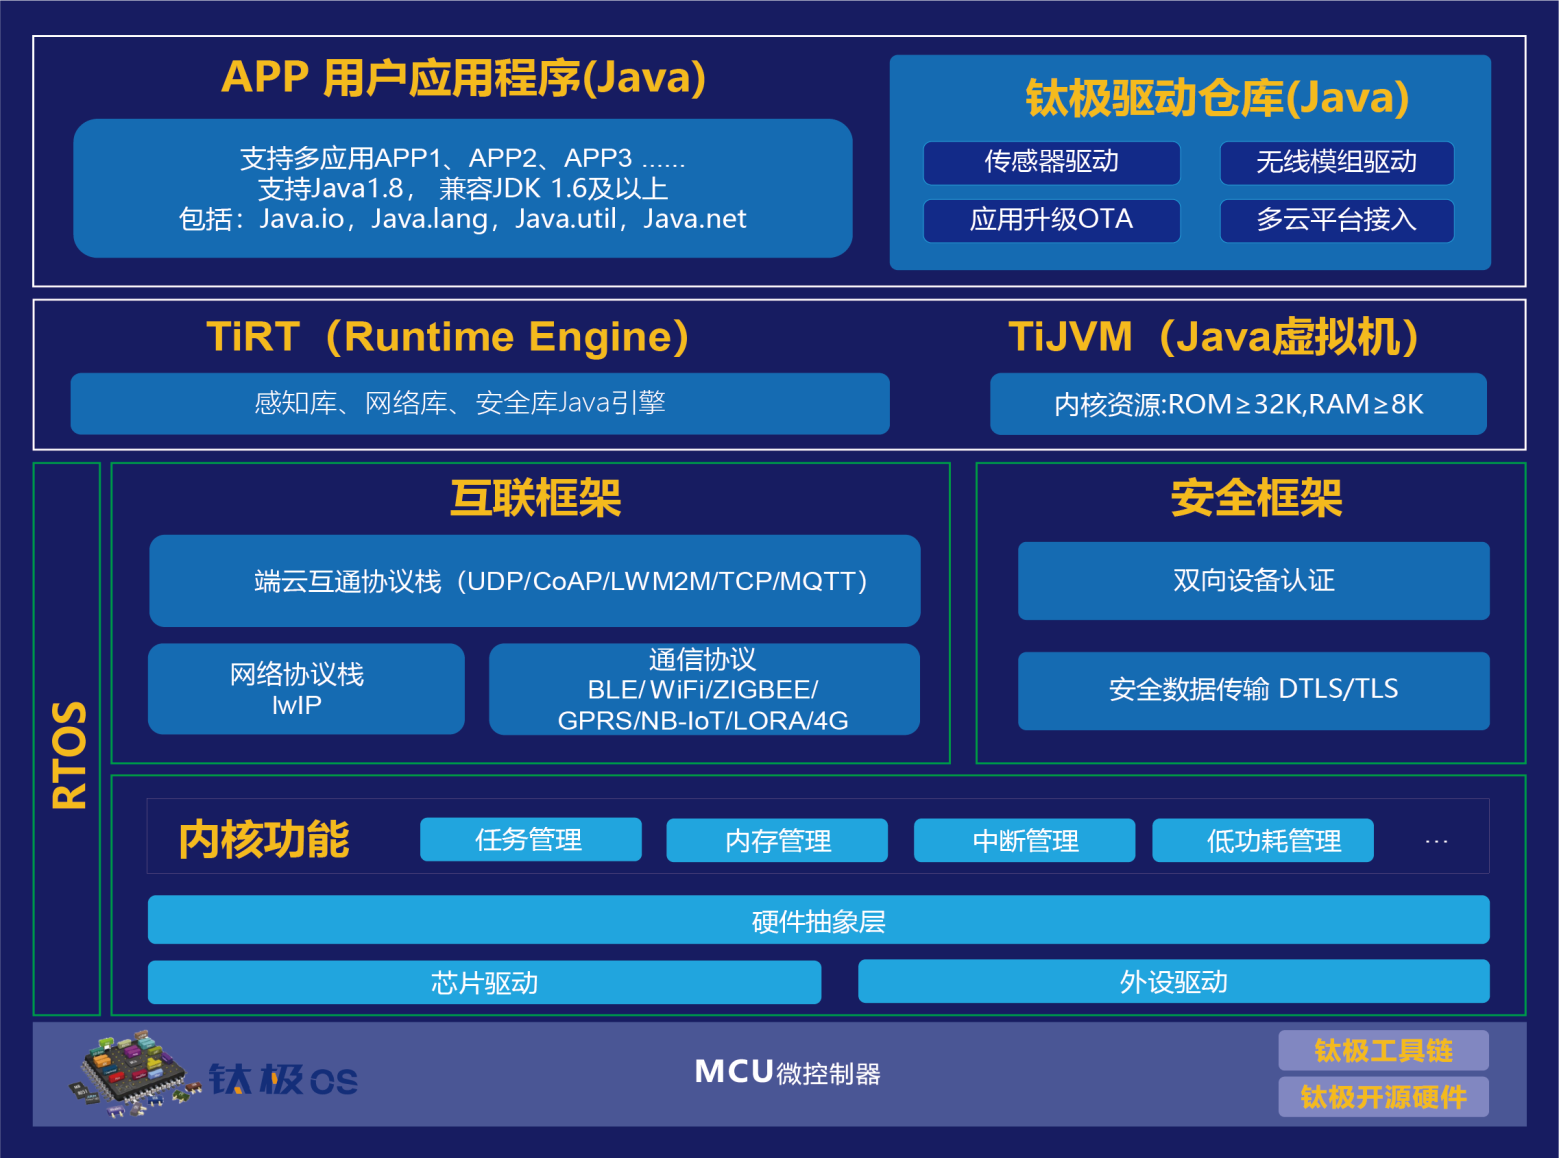 APP 用户应用程序(Java)
支持多应用APP1、APP2、APP3 ......
支持Java1.8， 兼容JDK 1.6及以上
包括：Java.io，Java.lang，Java.util，Java.net
钛极驱动仓库(Java)
传感器驱动
无线模组驱动
应用升级OTA
多云平台接入
TiRT（Runtime Engine）
感知库、网络库、安全库Java引擎
TiJVM（Java虚拟机）
内核资源:ROM≥32K,RAM≥8K
RTOS
互联框架
端云互通协议栈（UDP/CoAP/LWM2M/TCP/MQTT）
网络协议栈
lwIP
通信协议
BLE/WiFi/ZIGBEE/
GPRS/NB-IoT/LORA/4G
安全框架
双向设备认证
安全数据传输 DTLS/TLS
内核功能
任务管理
内存管理
中断管理
低功耗管理
...
硬件抽象层
芯片驱动
外设驱动
钛极OS
MCU微控制器
钛极工具链
钛极开源硬件